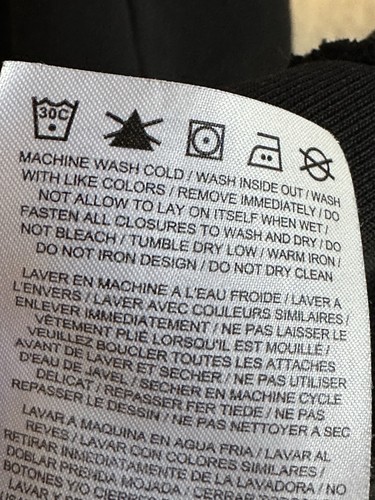 30C
MACHINE WASH COLD / WASH INSIDE OUT / WASH
WITH LIKE COLORS / REMOVE IMMEDIATELY / DO
NOT ALLOW TO LAY ON ITSELF WHEN WET /
FASTEN ALL CLOSURES TO WASH AND DRY / DO
NOT BLEACH / TUMBLE DRY LOW / WARM IRON /
DO NOT IRON DESIGN / DO NOT DRY CLEAN
LAVER EN MACHINE A L'EAU FROIDE / LAVER A
L'ENVERS / LAVER AVEC COULEURS SIMILAIRES /
ENLEVER IMMEDIATEMENT / NE PAS LAISSER LE
VÊTEMENT PLIÉ LORSQU'IL EST MOUILLÉ /
VEUILLEZ BOUCLER TOUTES LES ATTACHES
AVANT DE LAVER ET SECHER / NE PAS UTILISER
D'EAU DE JAVEL / SECHER EN MACHINE CYCLE
DELICAT / REPASSER FER TIEDE / NE PAS
REPASSER LE DESSIN / NE PAS NETTOYER A SEC
LAVAR A MAQUINA EN AGUA FRIA / LAVAR AL
REVES / LAVAR CON COLORES SIMILARES /
RETIRAR IMMEDIATAMENTE DE LA LAVADORA / NO
DOBLAR PRENDA MOJADA / CERRAR
BOTONES Y/O
LAVAR Y